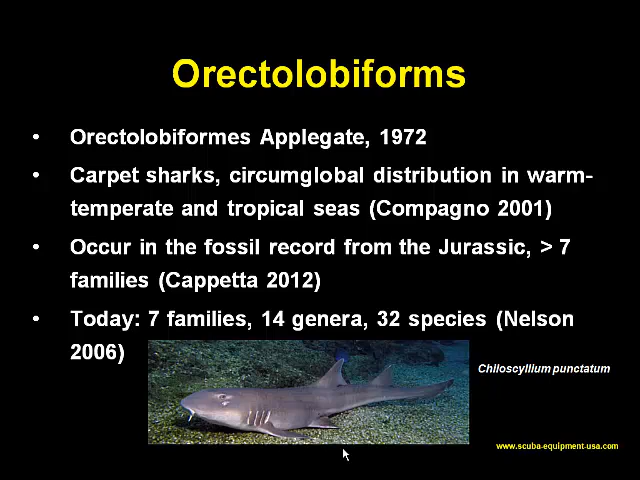 Orectolobiforms
• Orectolobiformes Applegate, 1972
• Carpet sharks, circumglobal distribution in warm-
temperate and tropical seas (Compagno 2001)
• Occur in the fossil record from the Jurassic, > 7
families (Cappetta 2012)
• Today: 7 families, 14 genera, 32 species (Nelson
2006)
Chiloscyllium punctatum
www.scuba-equipment-usa.com